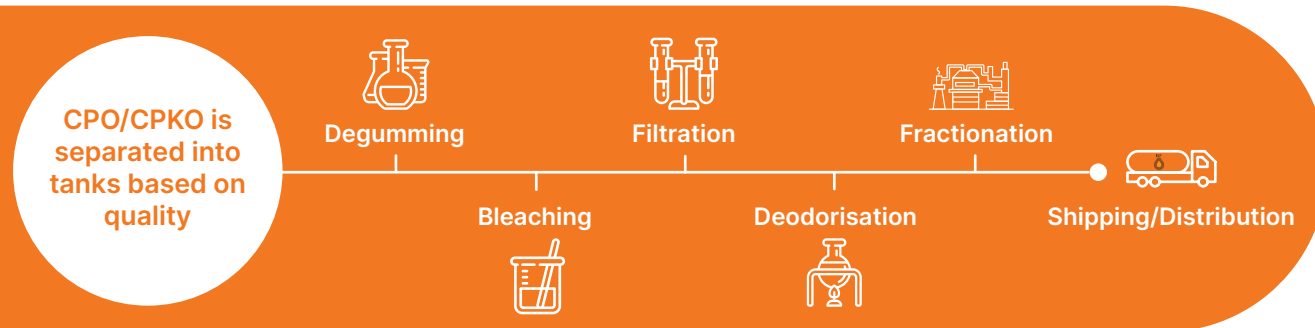 CPO/CPKO is
separated into
tanks based on
quality
Degumming
Bleaching
Filtration
Deodorisation
Fractionation
Shipping/Distribution